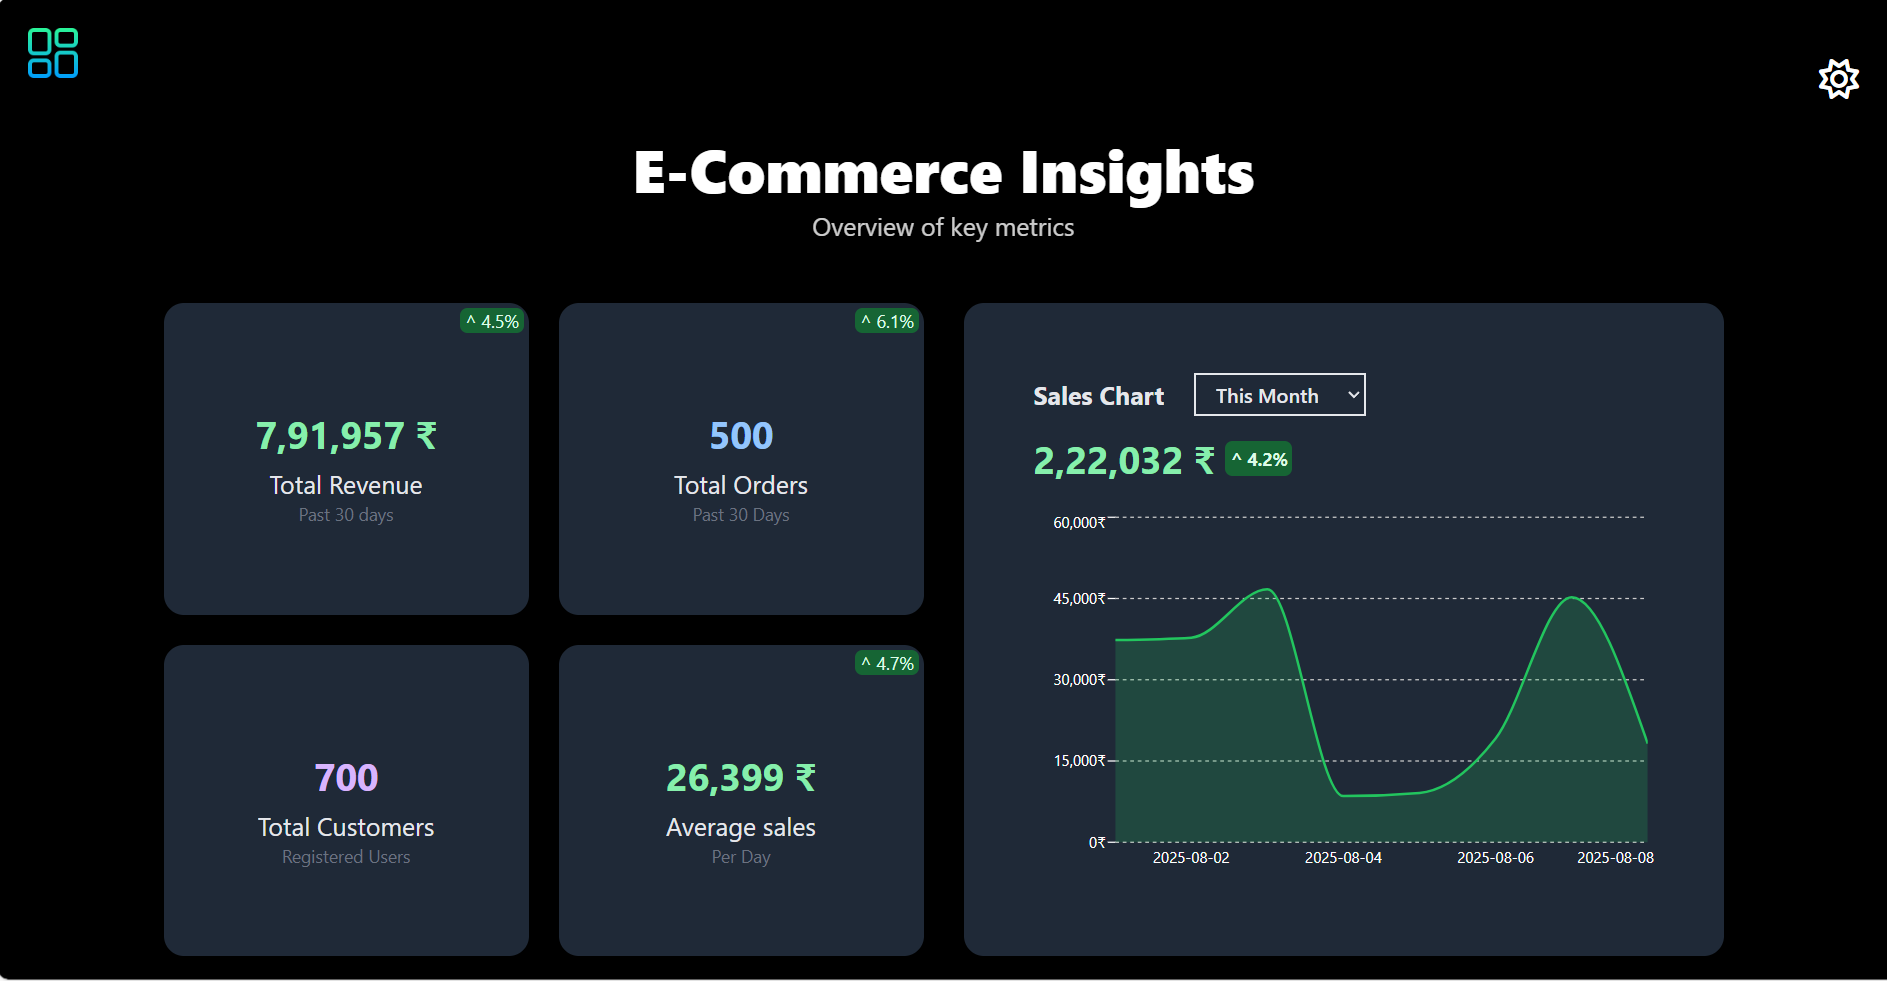 E-Commerce Insights
Overview of key metrics
^ 4.5%
7,91,957 ₹
Total Revenue
Past 30 days
^ 6.1%
500
Total Orders
Past 30 Days
700
Total Customers
Registered Users
^ 4.7%
26,399 ₹
Average sales
Per Day
Sales Chart
This Month
2,22,032 ₹ ^ 4.2%
60,000₹
45,000₹
30,000₹
15,000₹
0₹
2025-08-02 2025-08-04 2025-08-06 2025-08-08